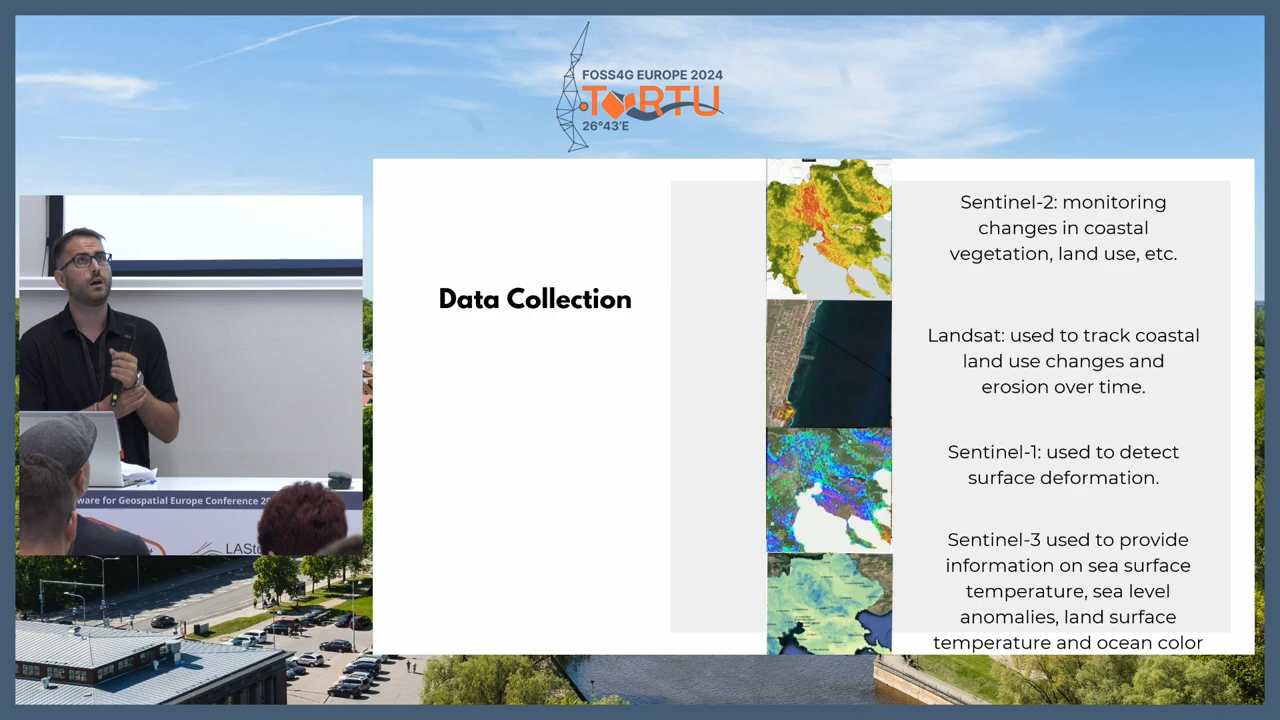 FOSS4G EUROPE 2024
TARTU
26°43'E
Data Collection
Sentinel-2: monitoring
changes in coastal
vegetation, land use, etc.
Landsat: used to track coastal
land use changes and
erosion over time.
Sentinel-1: used to detect
surface deformation.
Sentinel-3 used to provide
information on sea surface
temperature, sea level
anomalies, land surface
temperature and ocean color
ware for Geospatial Europe Conference 20
LASto